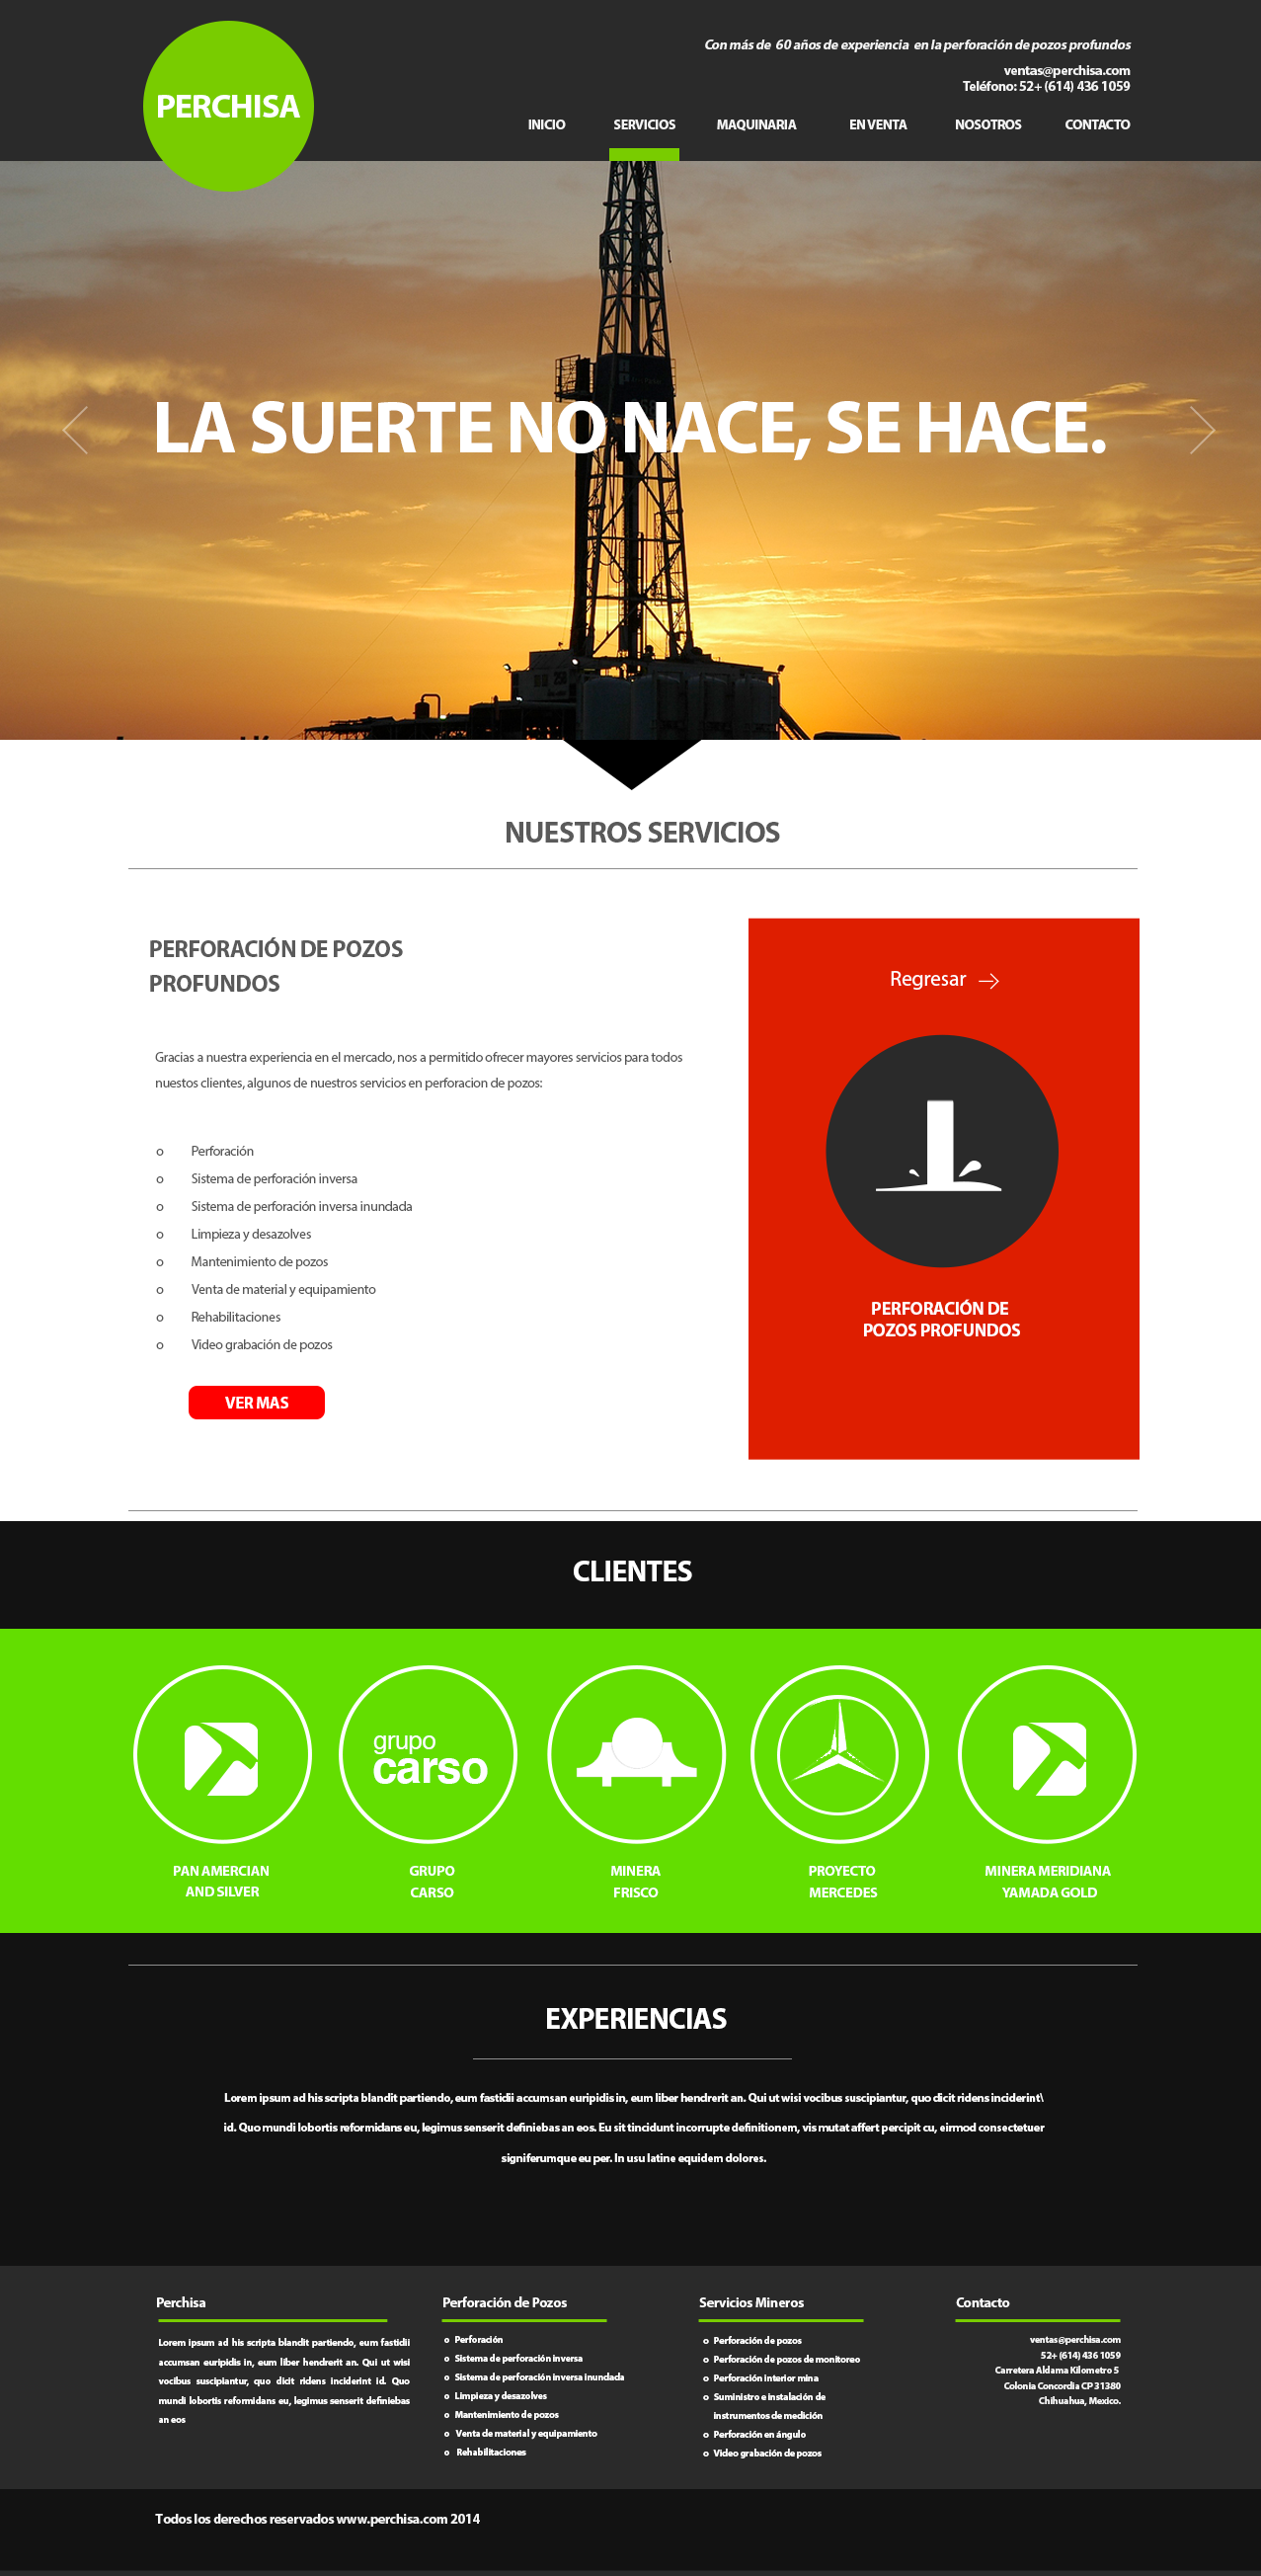 PERCHISA
Con más de 60 años de experiencia en la perforación de pozos profundos
ventas@perchisa.com
Teléfono: 52+ (614) 436 1059
INICIO SERVICIOS MAQUINARIA EN VENTA NOSOTROS CONTACTO
LA SUERTE NO NACE, SE HACE.
NUESTROS SERVICIOS
PERFORACIÓN DE POZOS
PROFUNDOS
Gracias a nuestra experiencia en el mercado, nos a permitido ofrecer mayores servicios para todos
nuestos clientes, algunos de nuestros servicios en perforacion de pozos:
o Perforación
o Sistema de perforación inversa
o Sistema de perforación inversa inundada
o Limpieza y desazolves
o Mantenimiento de pozos
o Venta de material y equipamiento
o Rehabilitaciones
o Video grabación de pozos
VER MAS
Regresar
PERFORACIÓN DE
POZOS PROFUNDOS
CLIENTES
grupo
carso
PAN AMERCIAN
AND SILVER
GRUPO
CARSO
MINERA
FRISCO
PROYECTO
MERCEDES
MINERA MERIDIANA
YAMADA GOLD
EXPERIENCIAS
Lorem ipsum ad his scripta blandit partiendo, eum fastidii accumsan euripidis in, eum liber hendrerit an. Qui ut wisi vocibus suscipiantur, quo dicit ridens inciderint\
id. Quo mundi lobortis reformidans eu, legimus senserit definiebas an eos. Eu sit tincidunt incorrupte definitionem, vis mutat affert percipit cu, eirmod consectetuer
signiferumque eu per. In usu latine equidem dolores.
Perchisa
Lorem ipsum ad his scripta blandit partiendo, eum fastidii
accumsan euripidis in, eum liber hendrerit an. Qui ut wisi
vocibus suscipiantur, quo dicit ridens inciderint id. Quo
mundi lobortis reformidans eu, legimus senserit definiebas
an eos
Perforación de Pozos
o Perforación
o Sistema de perforación inversa
o Sistema de perforación inversa inundada
o Limpieza y desazolves
o Mantenimiento de pozos
o Venta de material y equipamiento
o Rehabilitaciones
Servicios Mineros
o Perforación de pozos
o Perforación de pozos de monitoreo
o Perforación interior mina
o Suministro e instalación de
instrumentos de medición
o Perforación en ángulo
o Video grabación de pozos
Contacto
ventas@perchisa.com
52+ (614) 436 1059
Carretera Aldama Kilometro 5
Colonia Concordia CP 31380
Chihuahua, Mexico.
Todos los derechos reservados www.perchisa.com 2014